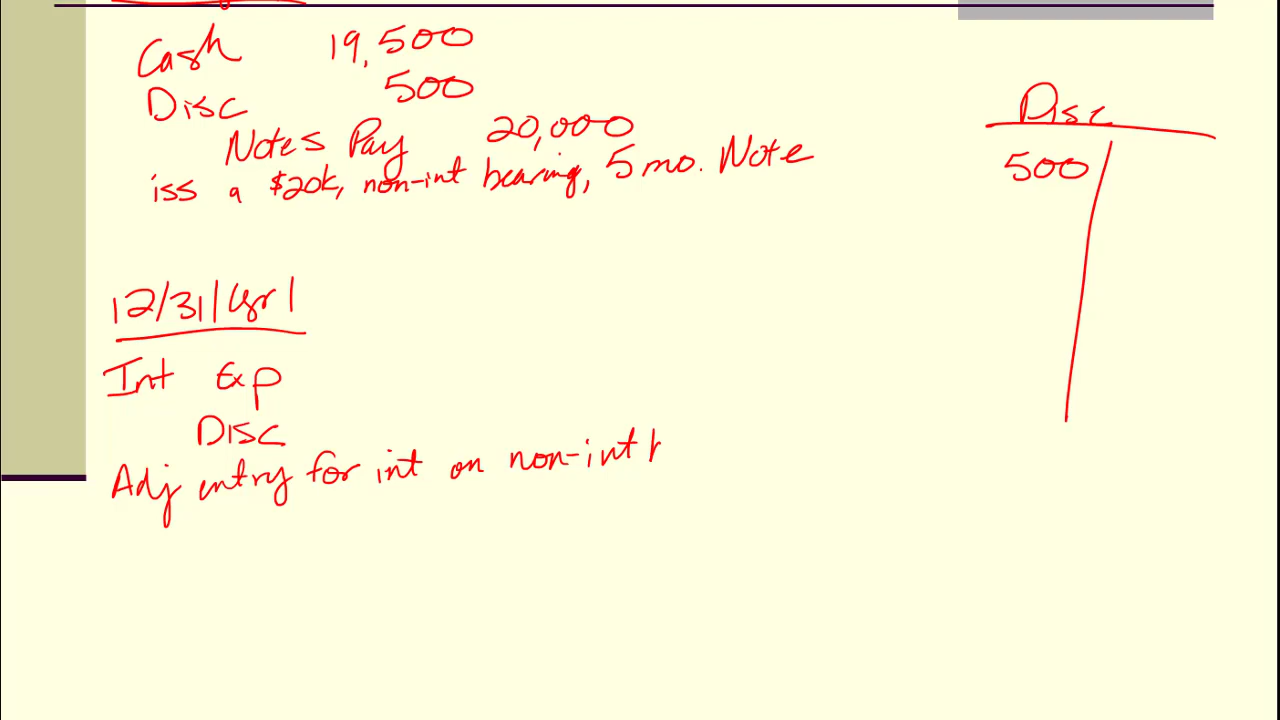 Cash 19,500
Disc 500
Notes Pay 20,000
iss a $20k, non-int bearing, 5 mo. Note
Disc
500
12/31/yr 1
Int Exp
Disc
Adj entry for int on non-int